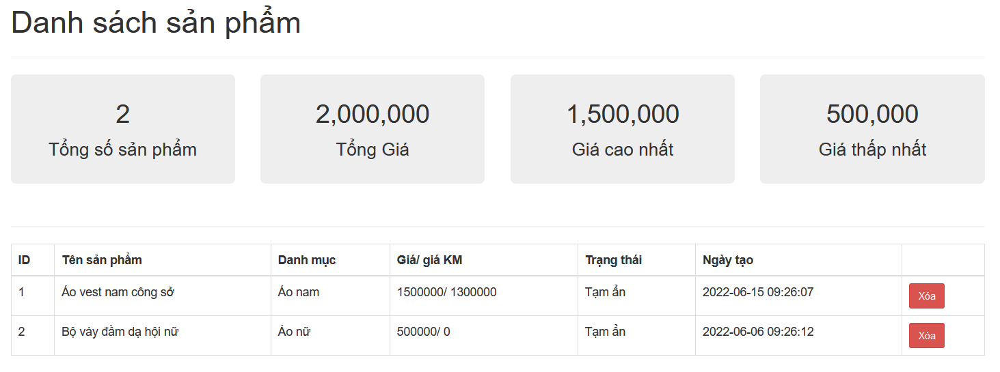 Danh sách sản phẩm
2
Tổng số sản phẩm
2,000,000
Tổng Giá
1,500,000
Giá cao nhất
500,000
Giá thấp nhất
ID Tên sản phẩm Danh mục Giá/ giá KM Trạng thái Ngày tạo
1 Áo vest nam công sở Áo nam 1500000/ 1300000 Tạm ẩn 2022-06-15 09:26:07 Xóa
2 Bộ váy đầm dạ hội nữ Áo nữ 500000/ 0 Tạm ẩn 2022-06-06 09:26:12 Xóa